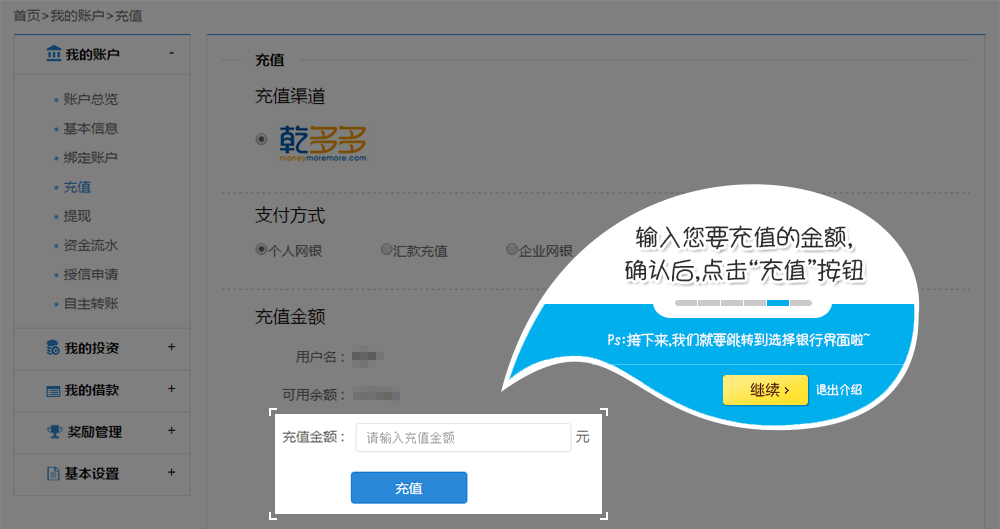 首页>我的账户>充值
我的账户 -
账户总览
基本信息
绑定账户
充值
提现
资金流水
授信申请
自主转账
我的投资 +
我的借款 +
奖励管理 +
基本设置 +
充值
充值渠道
乾多多
moneymoremore.com
支付方式
个人网银 汇款充值 企业网银
充值金额
用户名：
可用余额：
充值金额： 请输入充值金额 元
充值
输入您要充值的金额,
确认后,点击“充值”按钮
Ps:接下来,我们就要跳转到选择银行界面啦~
继续 > 退出介绍